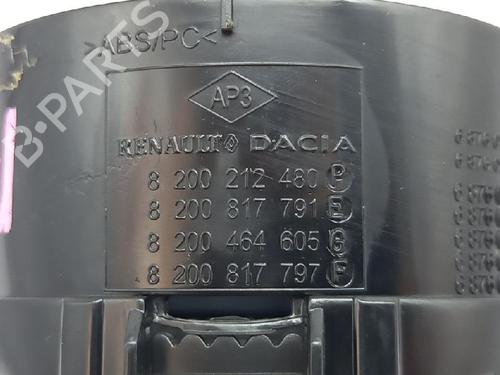 >ABS/PC<
AP3
RENAULT DACIA
8 200 212 480 P
8 200 817 791 E
8 200 464 605 G
8 200 817 797 F
B-PARTS